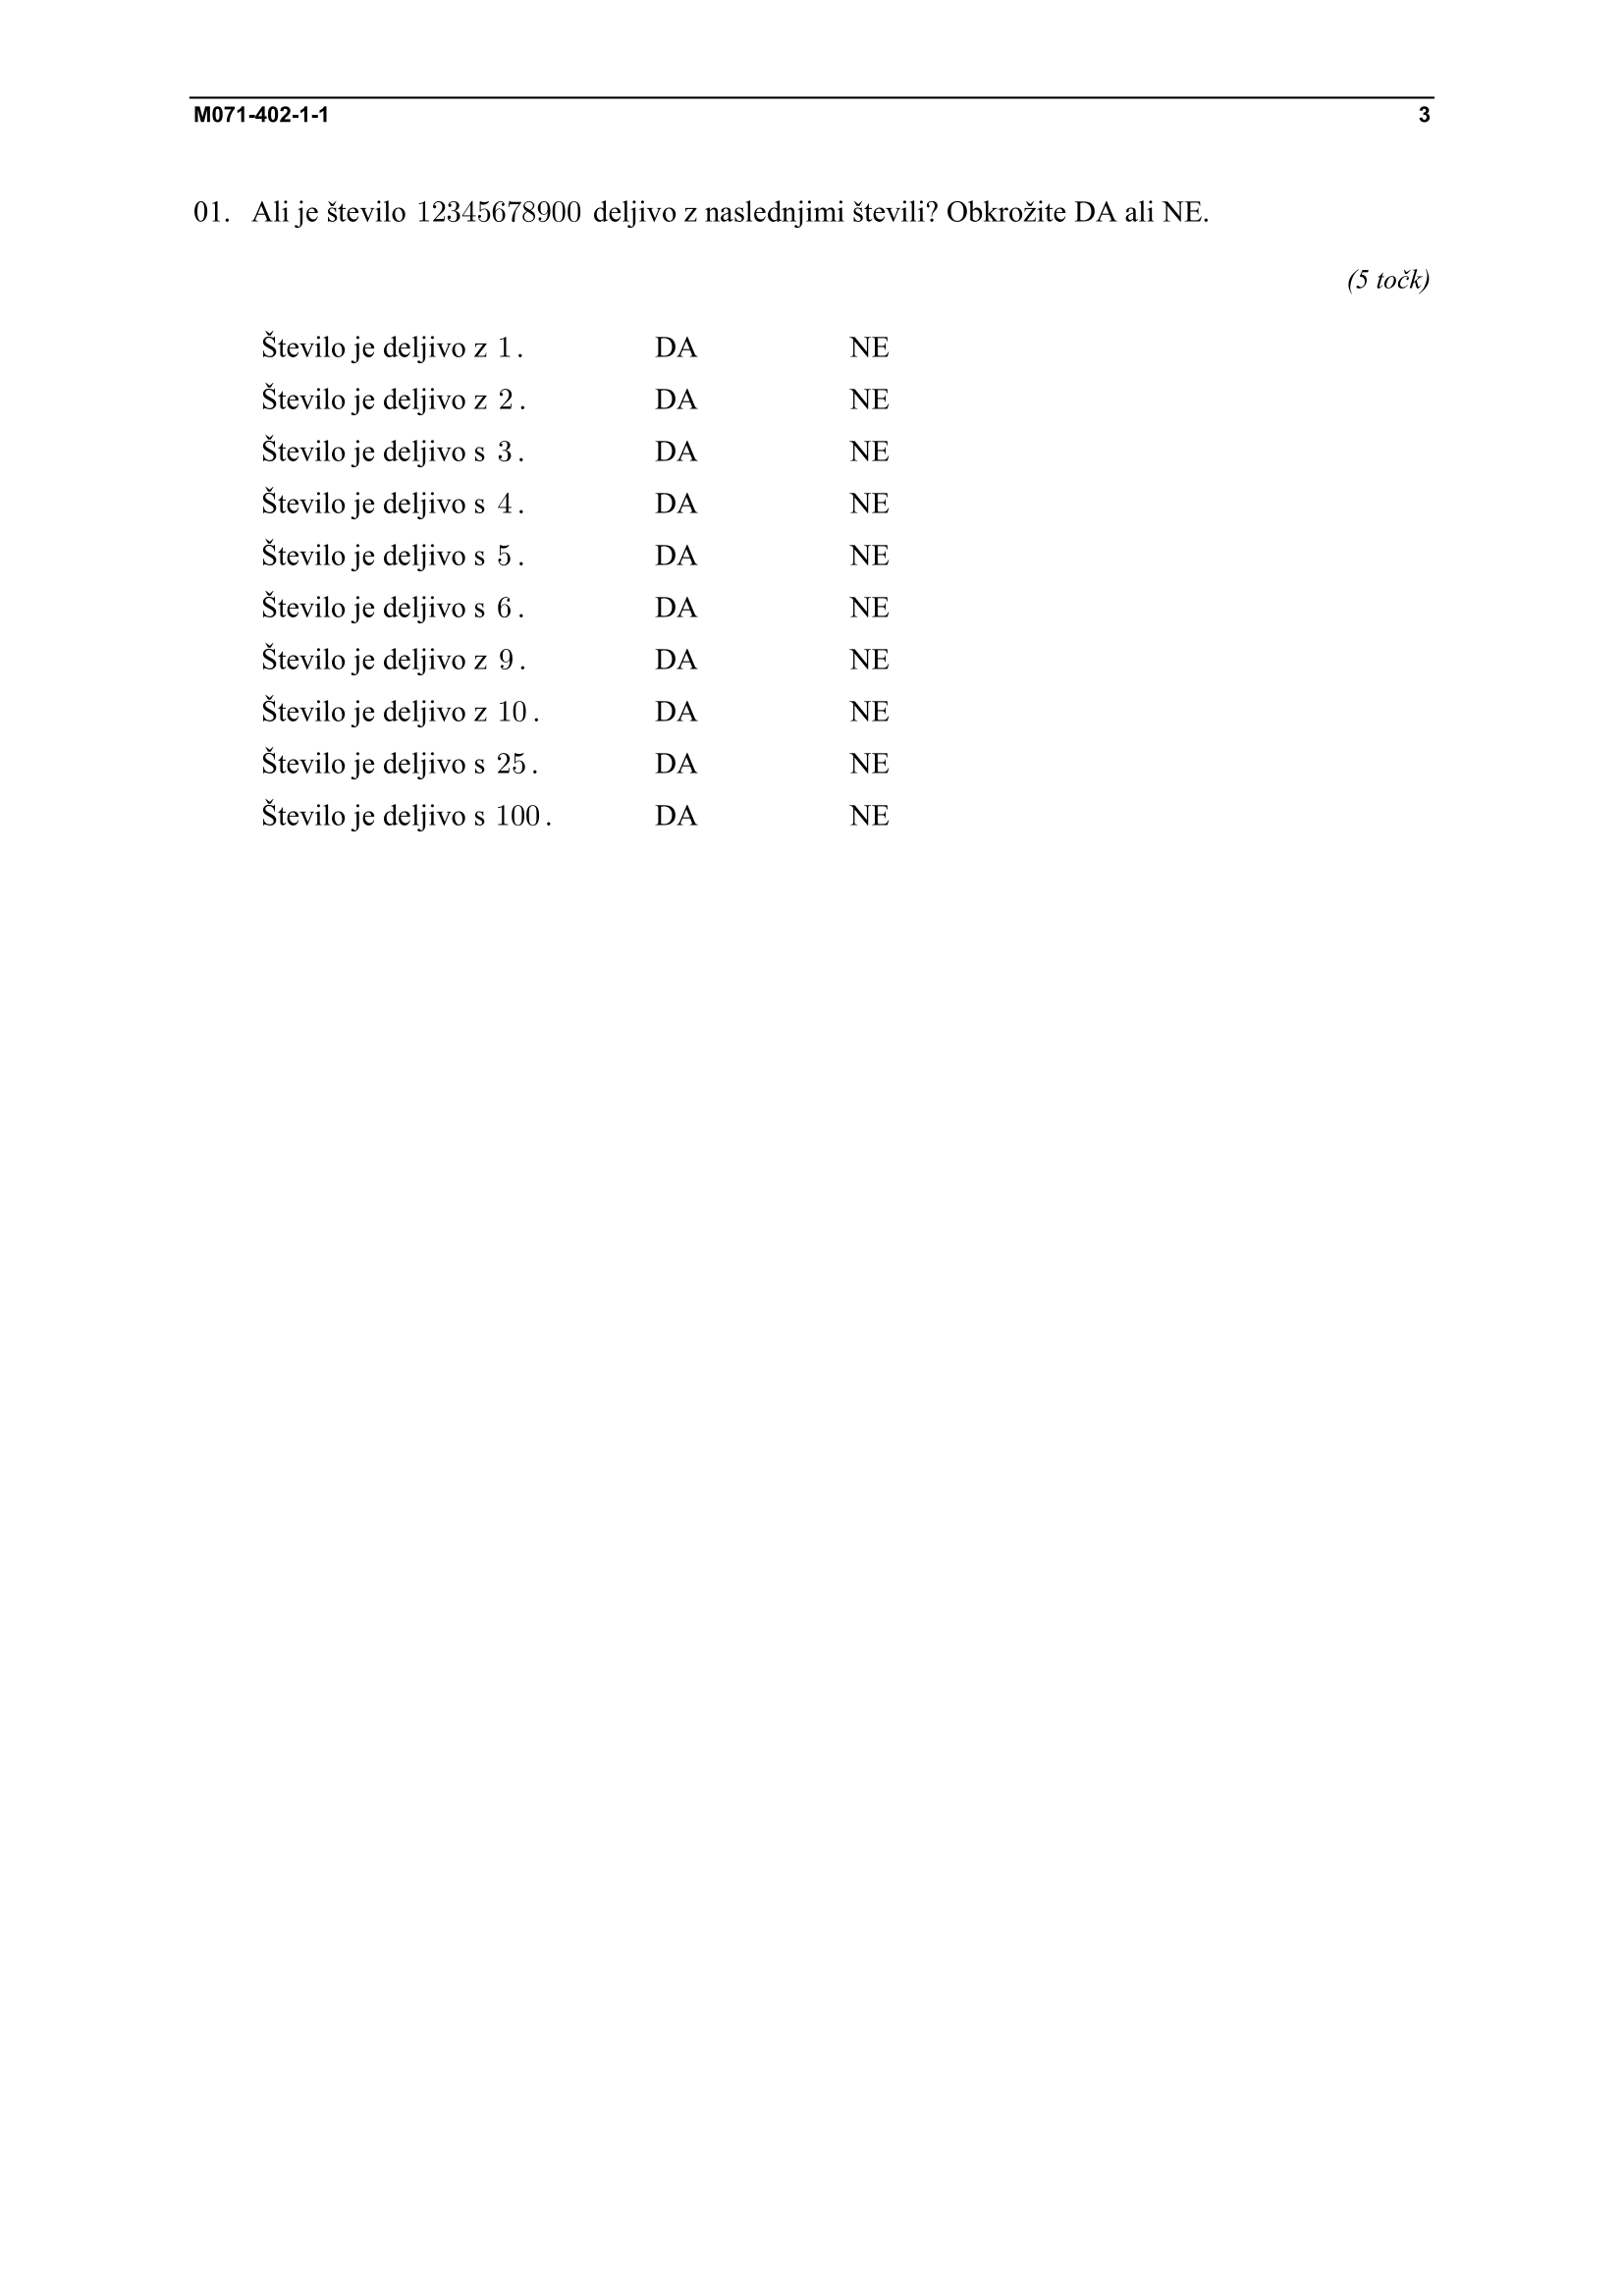 M071-402-1-1 3
01. Ali je število 12345678900 deljivo z naslednjimi števili? Obkrožite DA ali NE.
(5 točk)
Število je deljivo z 1. DA NE
Število je deljivo z 2. DA NE
Število je deljivo s 3. DA NE
Število je deljivo s 4. DA NE
Število je deljivo s 5. DA NE
Število je deljivo s 6. DA NE
Število je deljivo z 9. DA NE
Število je deljivo z 10. DA NE
Število je deljivo s 25. DA NE
Število je deljivo s 100. DA NE